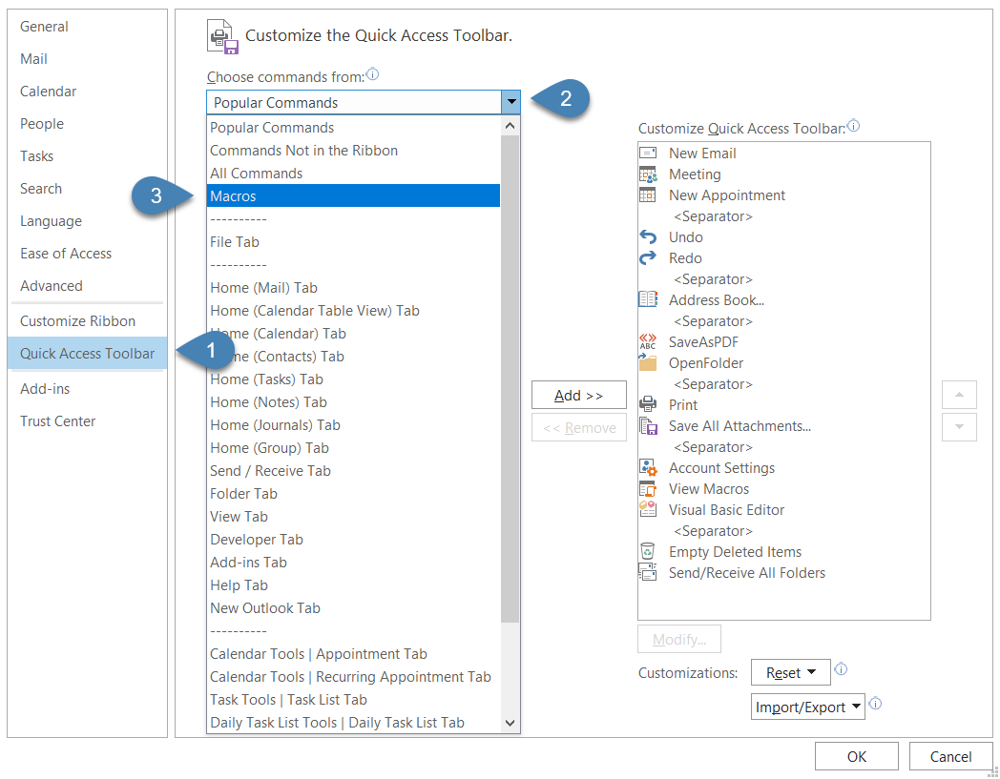 General
Mail
Calendar
People
Tasks
Search
Language
Ease of Access
Advanced
Customize Ribbon
Quick Access Toolbar
Add-ins
Trust Center
1
Customize the Quick Access Toolbar.
Choose commands from:
Popular Commands
2
Popular Commands
Commands Not in the Ribbon
All Commands
3
Macros
----------
File Tab
----------
Home (Mail) Tab
Home (Calendar Table View) Tab
Home (Calendar) Tab
me (Contacts) Tab
Home (Tasks) Tab
Home (Notes) Tab
Home (Journals) Tab
Home (Group) Tab
Send / Receive Tab
Folder Tab
View Tab
Developer Tab
Add-ins Tab
Help Tab
New Outlook Tab
----------
Calendar Tools | Appointment Tab
Calendar Tools | Recurring Appointment Tab
Task Tools | Task List Tab
Daily Task List Tools | Daily Task List Tab
Add >>
<< Remove
Customize Quick Access Toolbar:
New Email
Meeting
New Appointment
<Separator>
Undo
Redo
<Separator>
Address Book...
<Separator>
ABC SaveAsPDF
OpenFolder
<Separator>
Print
Save All Attachments...
<Separator>
Account Settings
View Macros
Visual Basic Editor
<Separator>
Empty Deleted Items
Send/Receive All Folders
Modify...
Customizations: Reset
Import/Export
OK Cancel